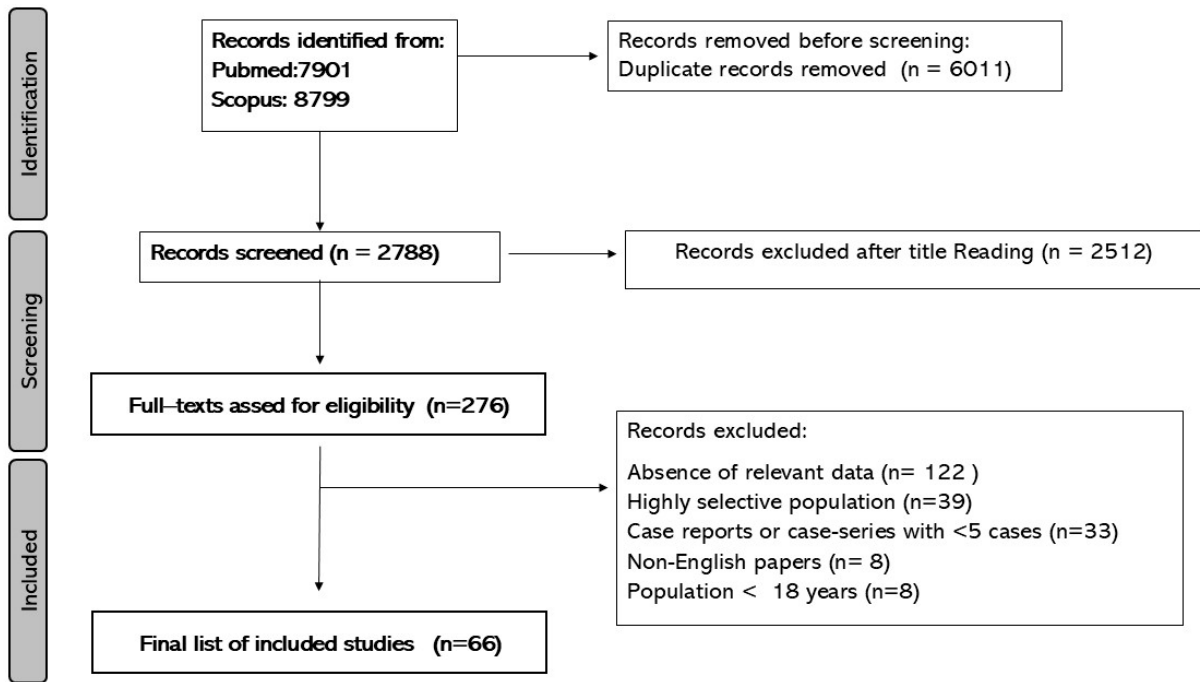 Identification
Records identified from:
Pubmed:7901
Scopus: 8799
Records removed before screening:
Duplicate records removed (n = 6011)
Screening
Records screened (n = 2788)
Records excluded after title Reading (n = 2512)
Full-texts assed for eligibility (n=276)
Included
Records excluded:
Absence of relevant data (n= 122 )
Highly selective population (n=39)
Case reports or case-series with <5 cases (n=33)
Non-English papers (n= 8)
Population < 18 years (n=8)
Final list of included studies (n=66)